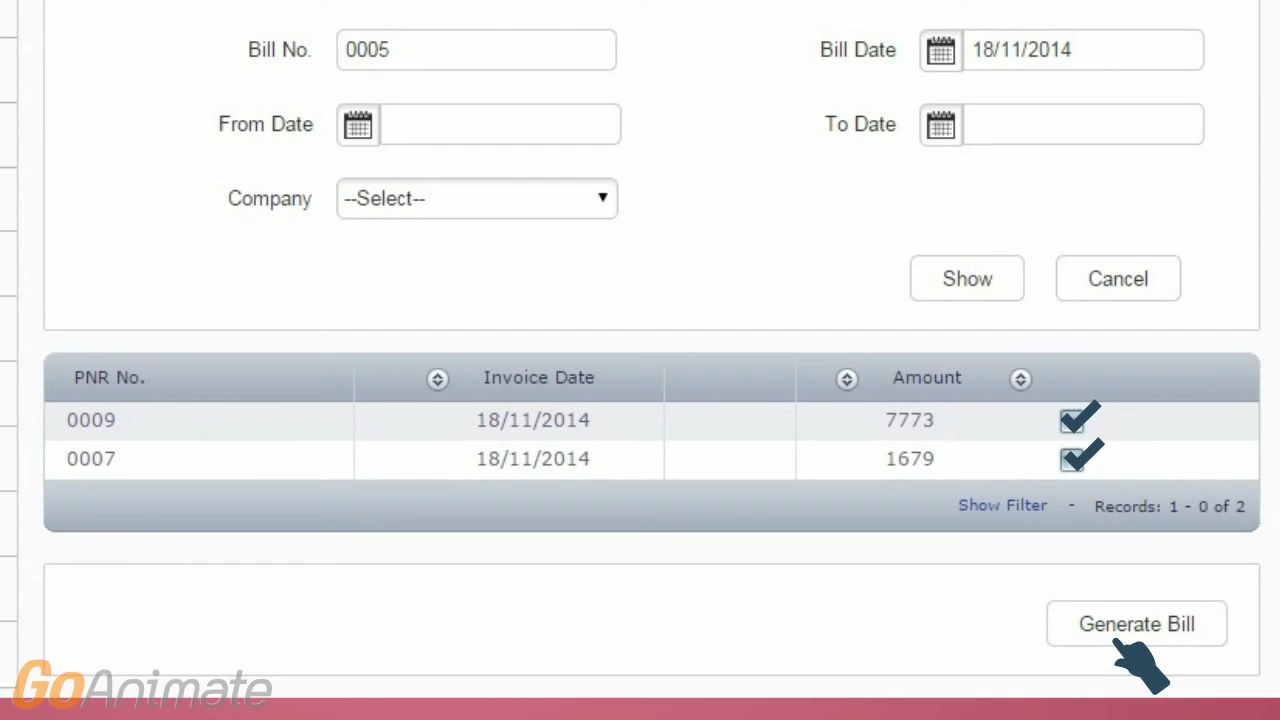 Bill No. 0005 Bill Date 18/11/2014
From Date To Date
Company --Select--
Show Cancel
PNR No. Invoice Date Amount
0009 18/11/2014 7773
0007 18/11/2014 1679
Show Filter - Records: 1 - 0 of 2
Generate Bill
GoAnimate